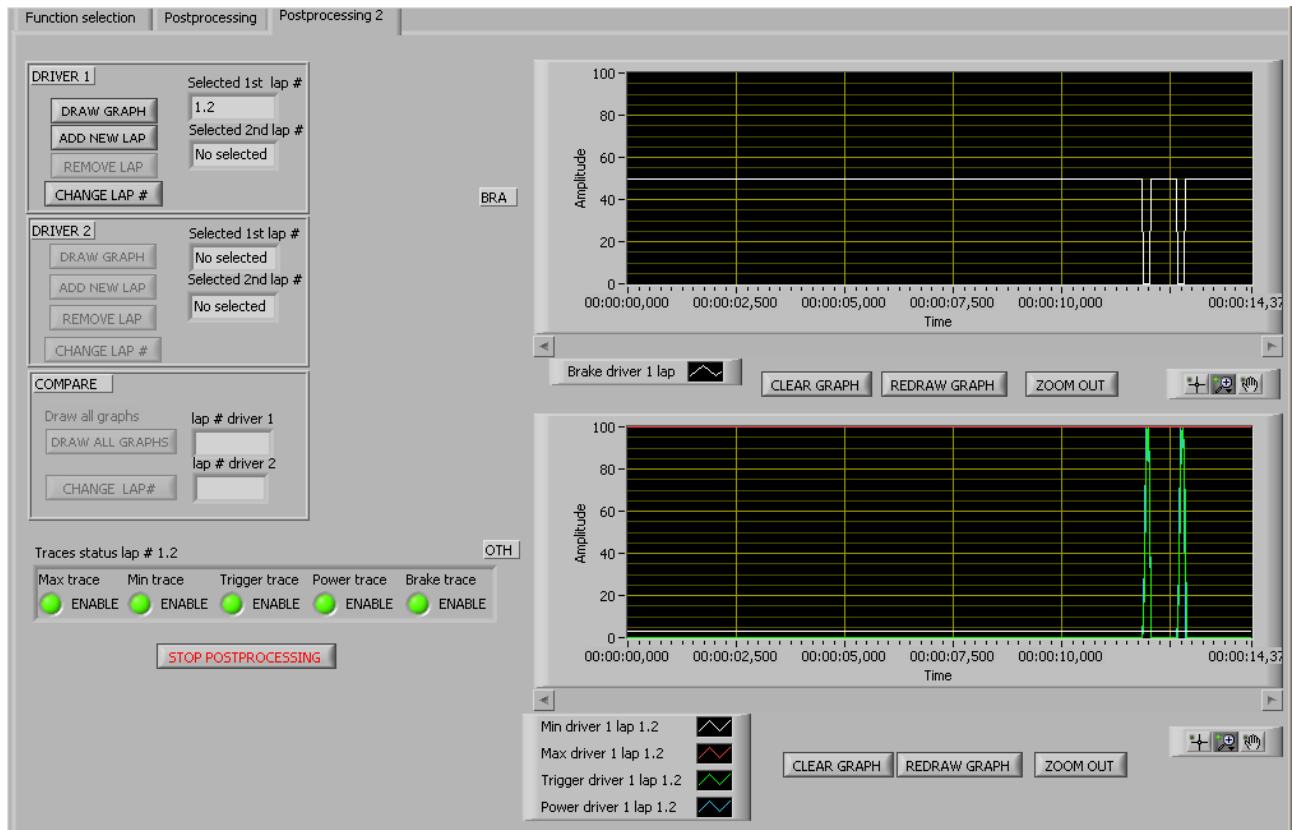 Function selection Postprocessing Postprocessing 2
DRIVER 1
Selected 1st lap #
DRAW GRAPH
1.2
ADD NEW LAP
Selected 2nd lap #
No selected
REMOVE LAP
CHANGE LAP #
DRIVER 2
Selected 1st lap #
DRAW GRAPH
No selected
ADD NEW LAP
Selected 2nd lap #
No selected
REMOVE LAP
CHANGE LAP #
COMPARE
Draw all graphs
lap # driver 1
DRAW ALL GRAPHS
lap # driver 2
CHANGE LAP#
Traces status lap # 1.2
Max trace Min trace Trigger trace Power trace Brake trace
ENABLE ENABLE ENABLE ENABLE ENABLE
STOP POSTPROCESSING
BRA
Amplitude
100
80
60
40
20
0
00:00:00,000 00:00:02,500 00:00:05,000 00:00:07,500 00:00:10,000 00:00:14,37
Time
Brake driver 1 lap
CLEAR GRAPH REDRAW GRAPH ZOOM OUT
OTH
Amplitude
100
80
60
40
20
0
00:00:00,000 00:00:02,500 00:00:05,000 00:00:07,500 00:00:10,000 00:00:14,37
Time
Min driver 1 lap 1.2
Max driver 1 lap 1.2
Trigger driver 1 lap 1.2
Power driver 1 lap 1.2
CLEAR GRAPH REDRAW GRAPH ZOOM OUT